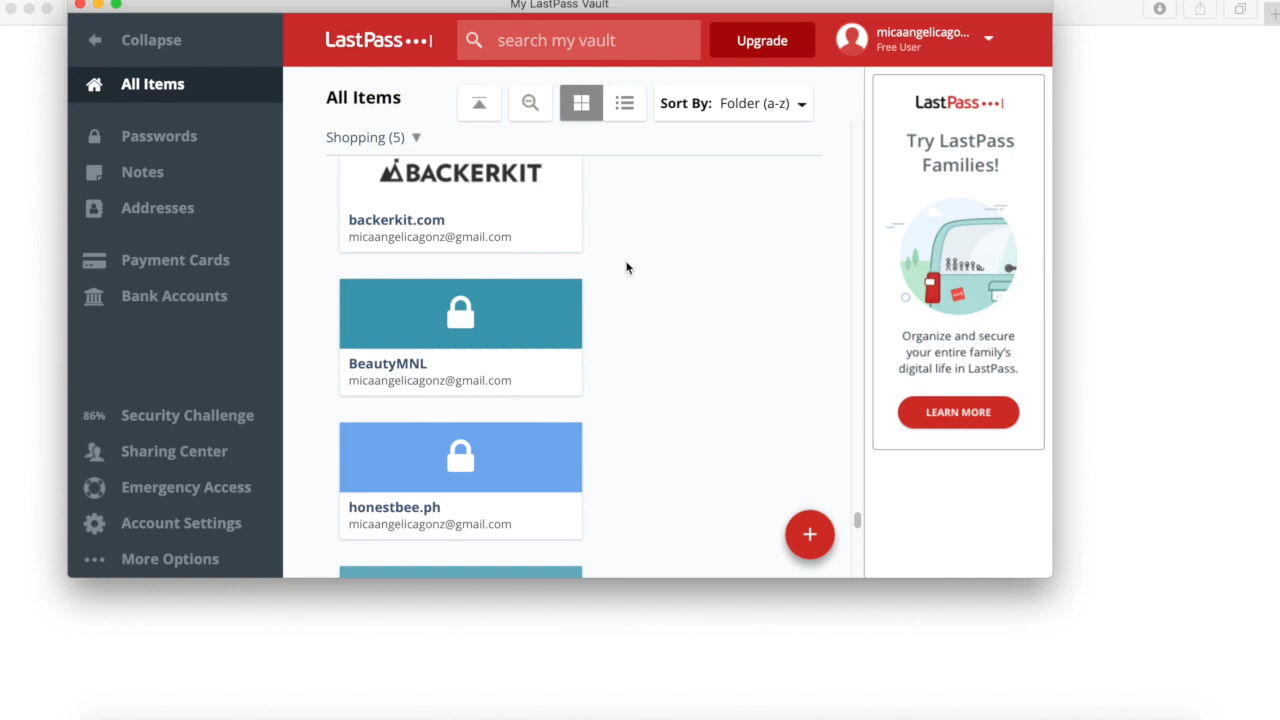 My LastPass Vault
Collapse
LastPass
search my vault
Upgrade
micaangelicago...
Free User
All Items
All Items
Sort By: Folder (a-z)
Shopping (5)
Passwords
Notes
Addresses
Payment Cards
Bank Accounts
86% Security Challenge
Sharing Center
Emergency Access
Account Settings
More Options
BACKERKIT
backerkit.com
micaangelicagonz@gmail.com
BeautyMNL
micaangelicagonz@gmail.com
honestbee.ph
micaangelicagonz@gmail.com
LastPass
Try LastPass
Families!
Organize and secure
your entire family's
digital life in LastPass.
LEARN MORE